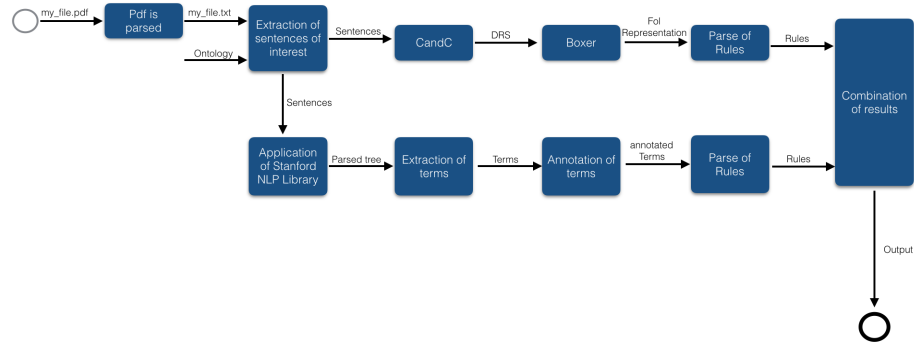 my_file.pdf
Pdf is
parsed
my_file.txt
Ontology
Extraction of
sentences of
interest
Sentences
CandC
DRS
Boxer
Fol
Representation
Parse of
Rules
Rules
Combination
of results
Sentences
Application
of Stanford
NLP Library
Parsed tree
Extraction of
terms
Terms
Annotation of
terms
annotated
Terms
Parse of
Rules
Rules
Output